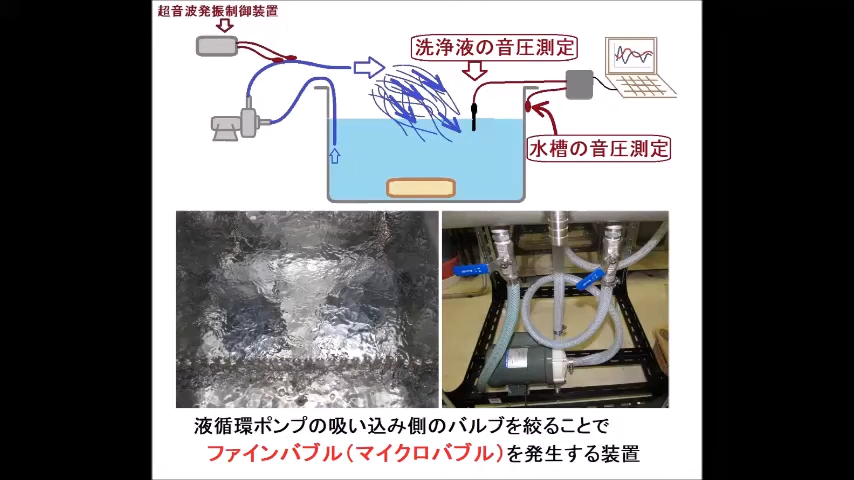 超音波発振制御装置
洗浄液の音圧測定
水槽の音圧測定
液循環ポンプの吸い込み側のバルブを絞ることで
ファインバブル（マイクロバブル）を発生する装置